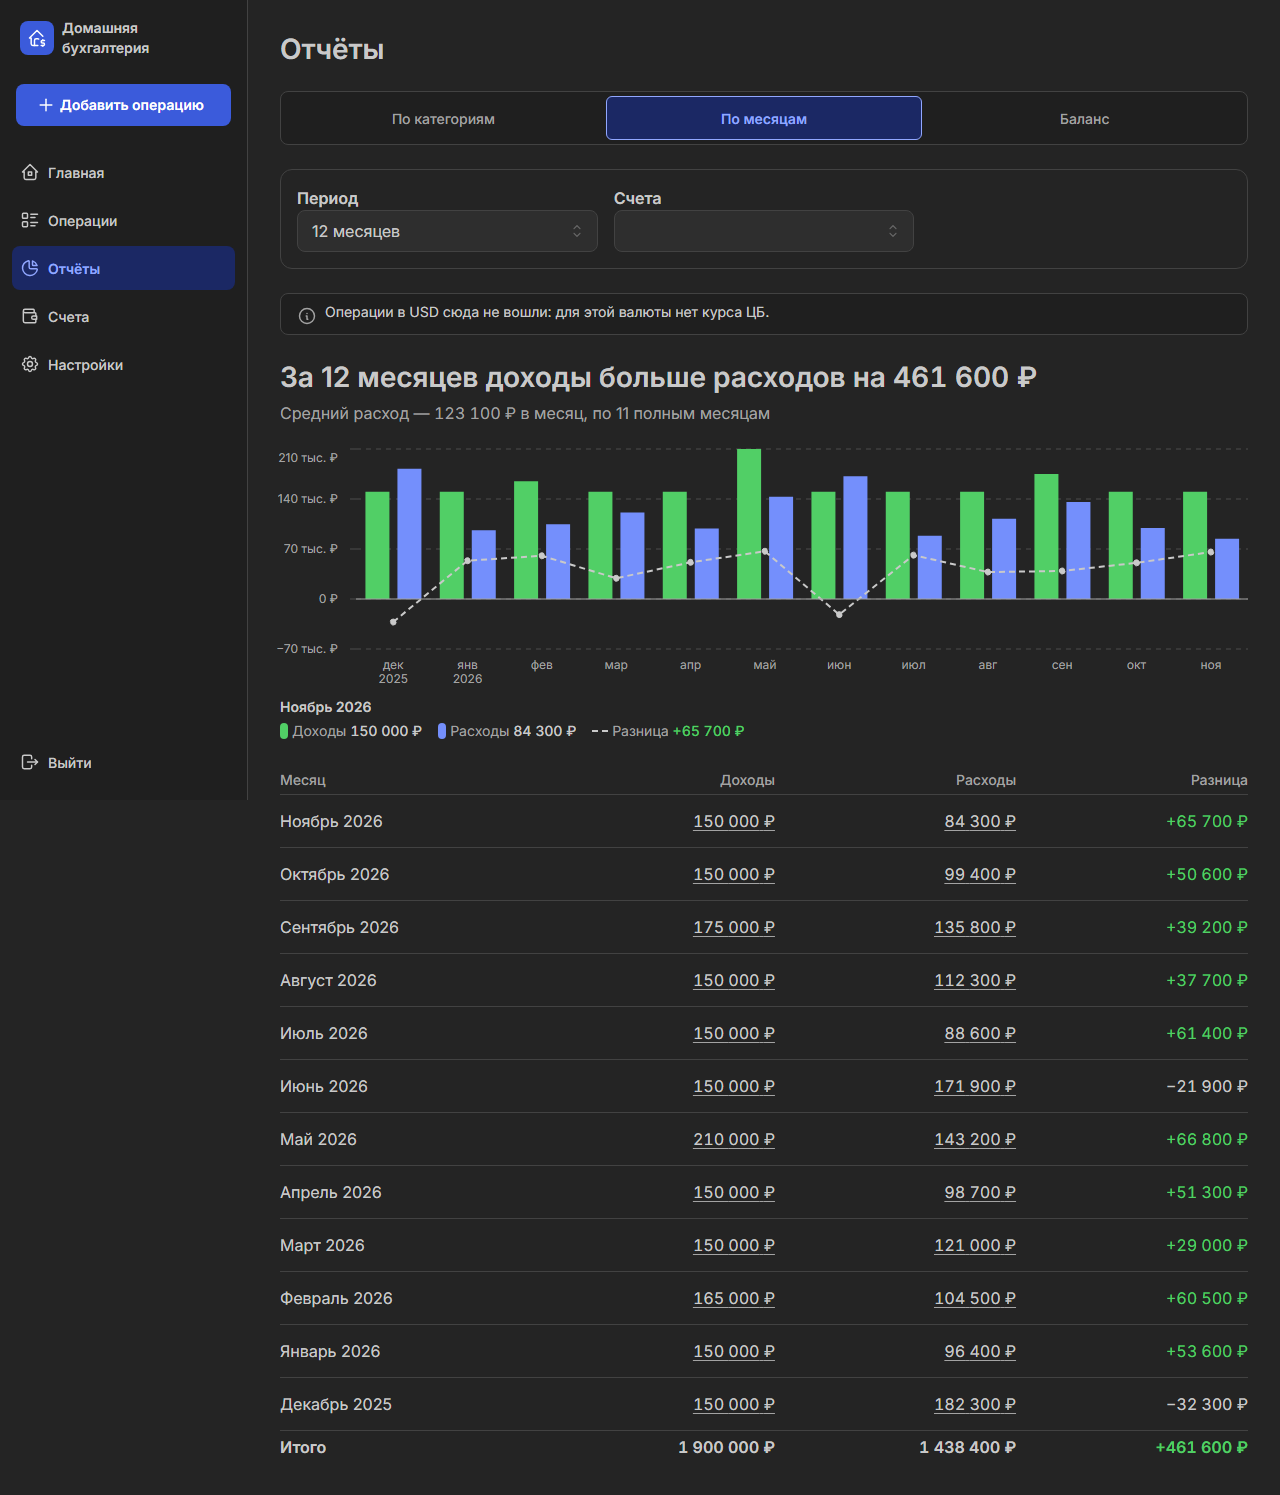 Домашняя
бухгалтерия
Добавить операцию
Главная
Операции
Отчёты
Счета
Настройки
Выйти
Отчёты
По категориям
По месяцам
Баланс
Период
Счета
12 месяцев
Операции в USD сюда не вошли: для этой валюты нет курса ЦБ.
За 12 месяцев доходы больше расходов на 461 600 ₽
Средний расход — 123 100 ₽ в месяц, по 11 полным месяцам
210 тыс. ₽
140 тыс. ₽
70 тыс. ₽
0 ₽
−70 тыс. ₽
дек 2025
янв 2026
фев
мар
апр
май
июн
июл
авг
сен
окт
ноя
Ноябрь 2026
Доходы 150 000 ₽ Расходы 84 300 ₽ Разница +65 700 ₽
Месяц Доходы Расходы Разница
Ноябрь 2026 150 000 ₽ 84 300 ₽ +65 700 ₽
Октябрь 2026 150 000 ₽ 99 400 ₽ +50 600 ₽
Сентябрь 2026 175 000 ₽ 135 800 ₽ +39 200 ₽
Август 2026 150 000 ₽ 112 300 ₽ +37 700 ₽
Июль 2026 150 000 ₽ 88 600 ₽ +61 400 ₽
Июнь 2026 150 000 ₽ 171 900 ₽ −21 900 ₽
Май 2026 210 000 ₽ 143 200 ₽ +66 800 ₽
Апрель 2026 150 000 ₽ 98 700 ₽ +51 300 ₽
Март 2026 150 000 ₽ 121 000 ₽ +29 000 ₽
Февраль 2026 165 000 ₽ 104 500 ₽ +60 500 ₽
Январь 2026 150 000 ₽ 96 400 ₽ +53 600 ₽
Декабрь 2025 150 000 ₽ 182 300 ₽ −32 300 ₽
Итого 1 900 000 ₽ 1 438 400 ₽ +461 600 ₽